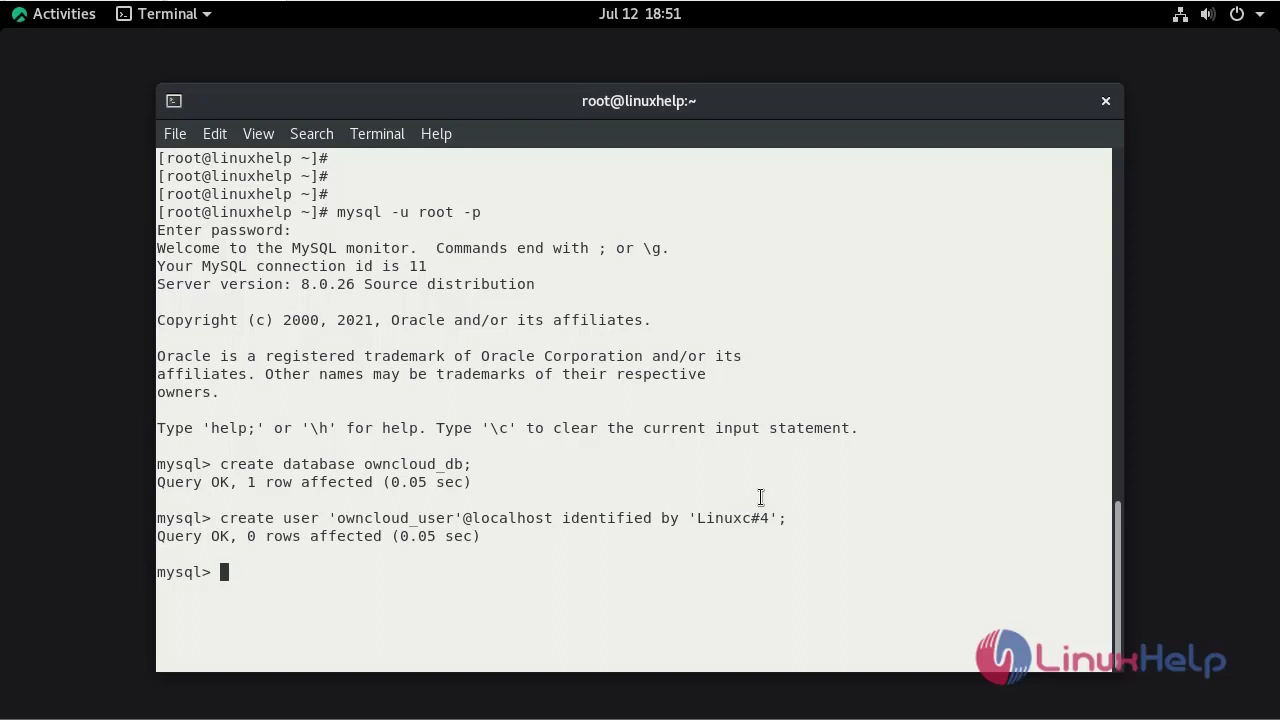 Activities Terminal Jul 12 18:51
root@linuxhelp:~
File Edit View Search Terminal Help
[root@linuxhelp ~]#
[root@linuxhelp ~]#
[root@linuxhelp ~]#
[root@linuxhelp ~]# mysql -u root -p
Enter password:
Welcome to the MySQL monitor.  Commands end with ; or \g.
Your MySQL connection id is 11
Server version: 8.0.26 Source distribution
Copyright (c) 2000, 2021, Oracle and/or its affiliates.
Oracle is a registered trademark of Oracle Corporation and/or its
affiliates. Other names may be trademarks of their respective
owners.
Type 'help;' or '\h' for help. Type '\c' to clear the current input statement.
mysql> create database owncloud_db;
Query OK, 1 row affected (0.05 sec)
mysql> create user 'owncloud_user'@localhost identified by 'Linuxc#4';
Query OK, 0 rows affected (0.05 sec)
mysql>
LinuxHelp